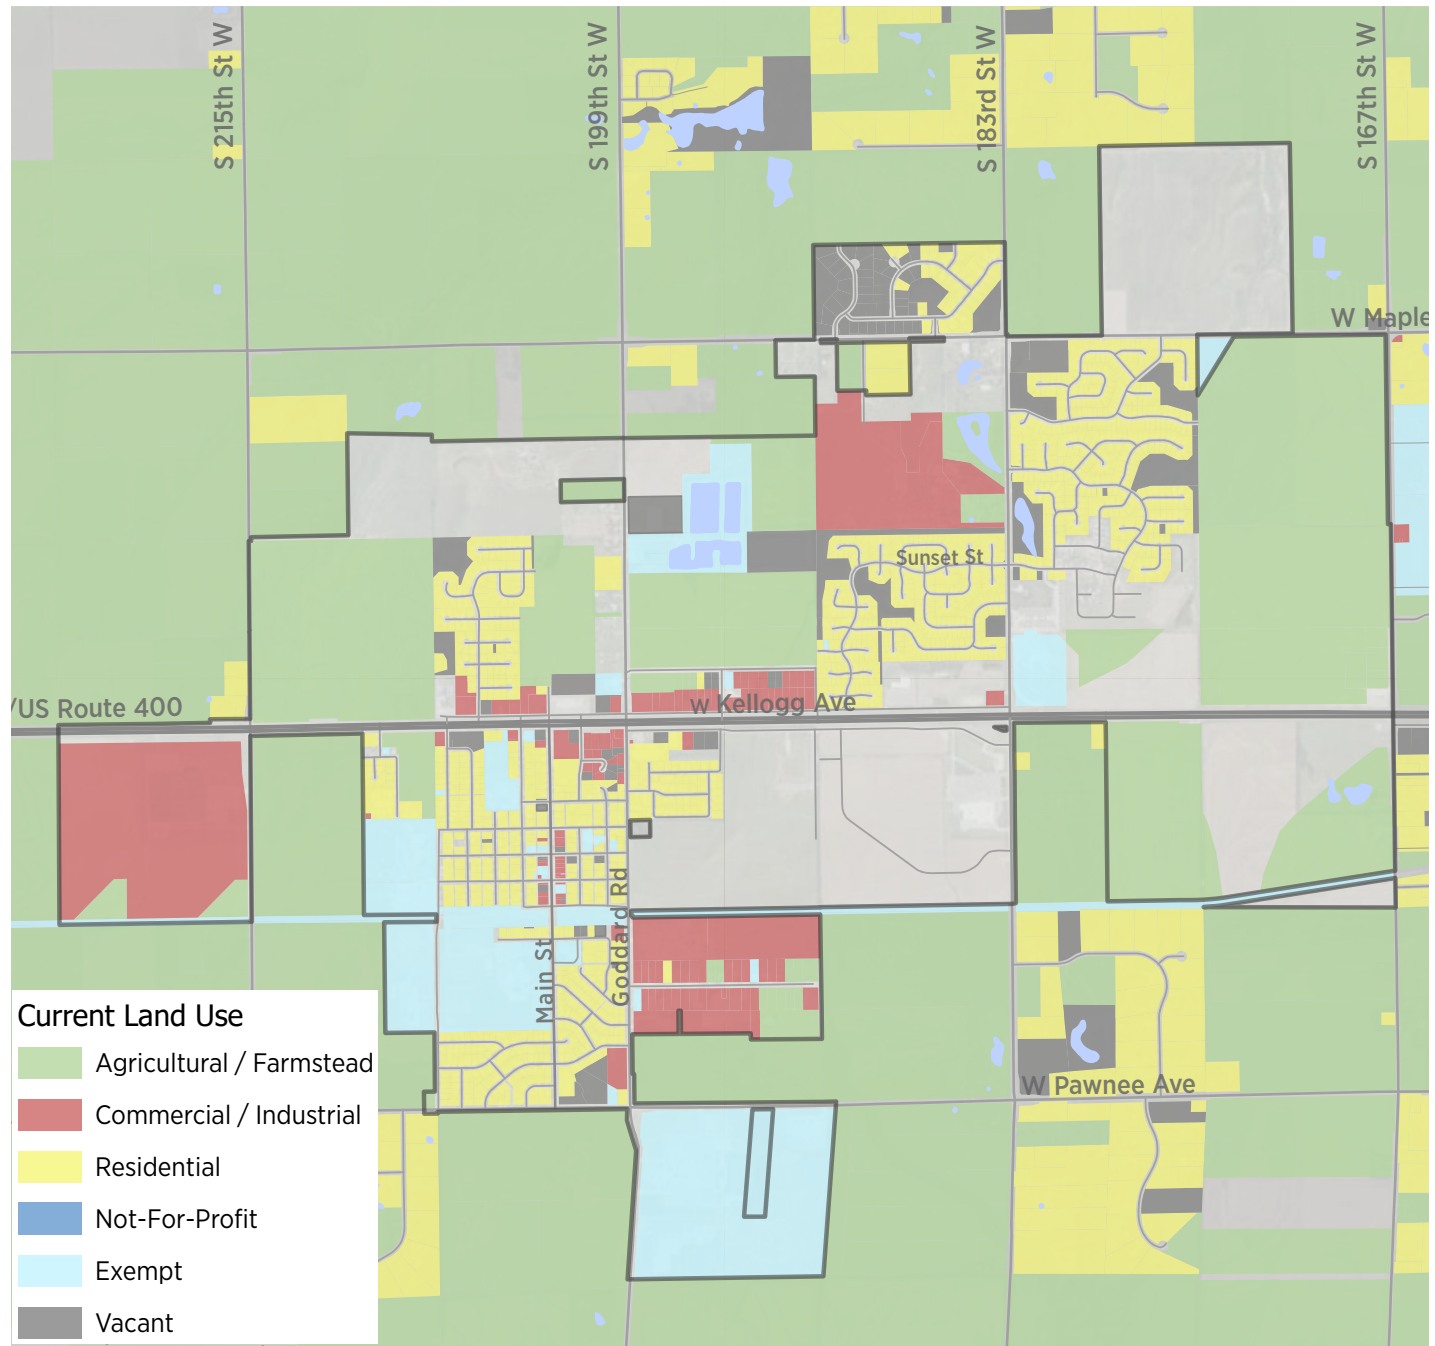 S 215th St W
S 199th St W
S 183rd St W
S 167th St W
W Maple
Sunset St
/US Route 400
W Kellogg Ave
Main St
Goddard Rd
W Pawnee Ave
Current Land Use
Agricultural / Farmstead
Commercial / Industrial
Residential
Not-For-Profit
Exempt
Vacant